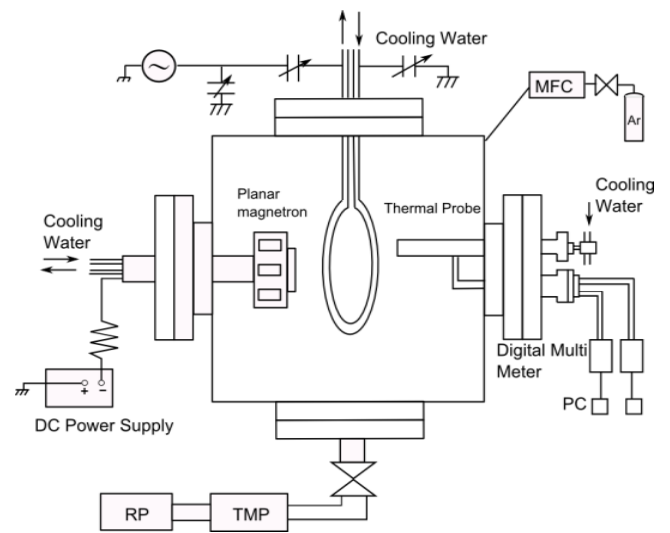 Cooling Water
MFC
Ar
Planar
magnetron
Thermal Probe
Cooling
Water
Cooling
Water
Digital Multi
Meter
+ −
PC
DC Power Supply
RP
TMP